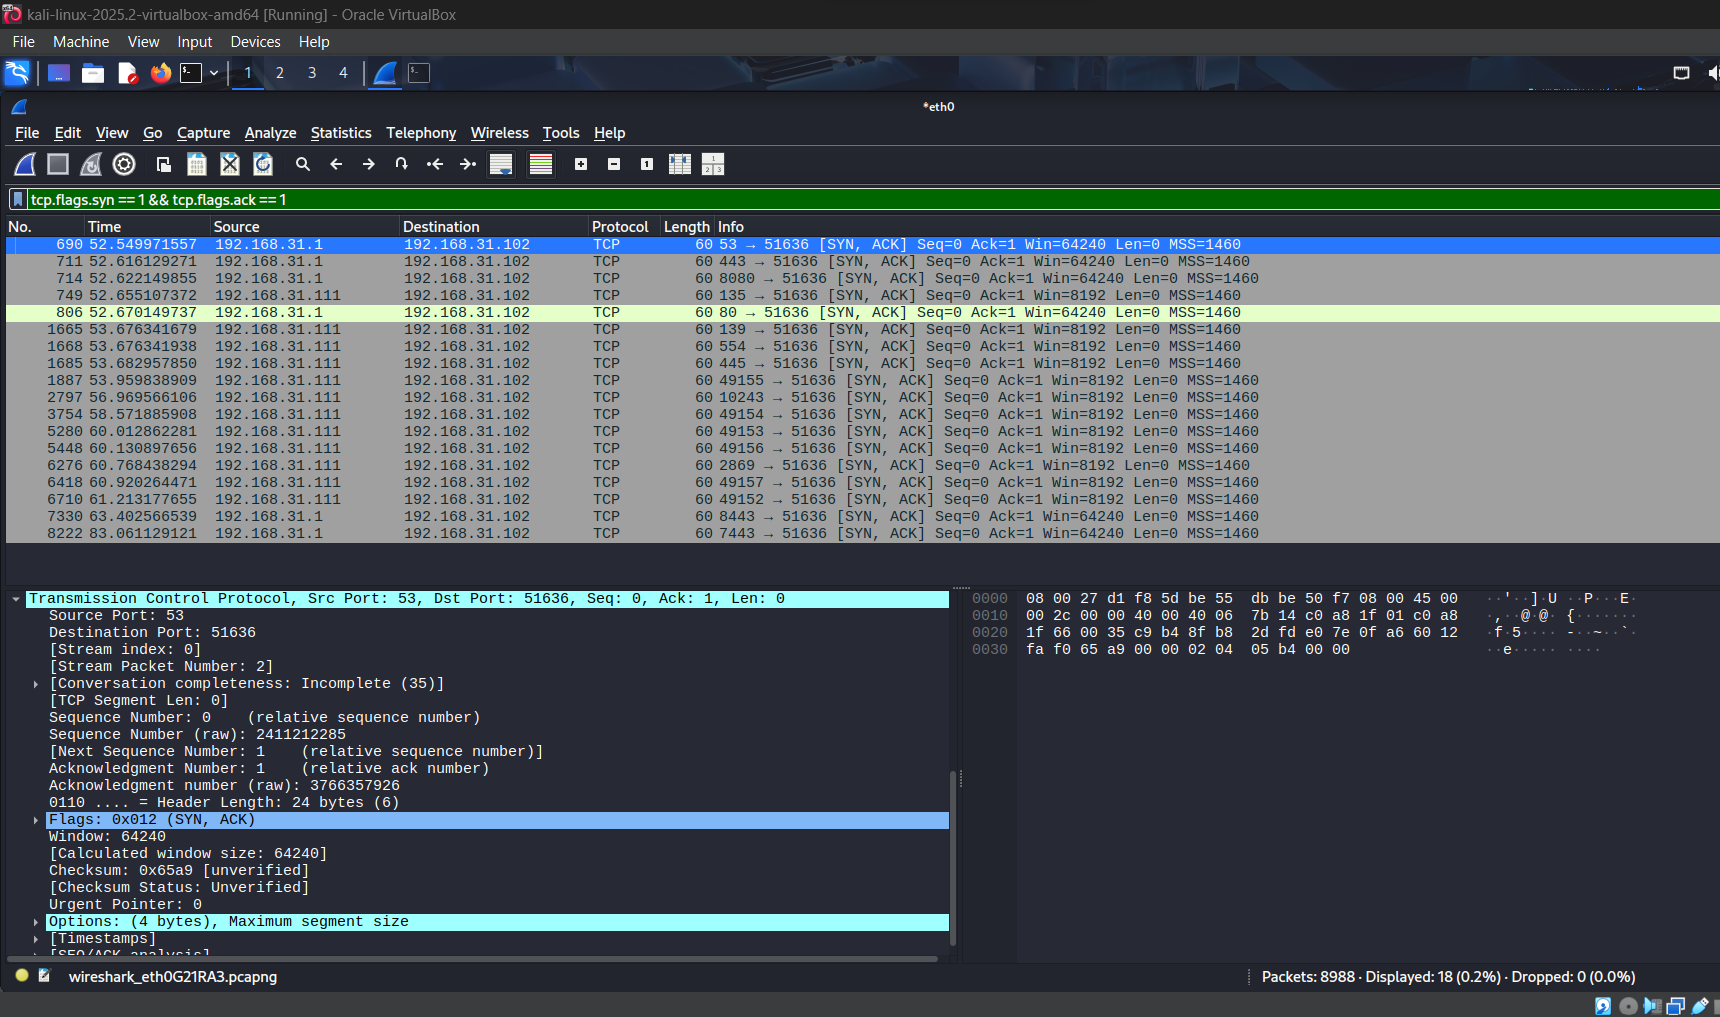 kali-linux-2025.2-virtualbox-amd64 [Running] - Oracle VirtualBox
File Machine View Input Devices Help
1 2 3 4
*eth0
File Edit View Go Capture Analyze Statistics Telephony Wireless Tools Help
tcp.flags.syn == 1 && tcp.flags.ack == 1
No. Time Source Destination Protocol Length Info
690 52.549971557 192.168.31.1 192.168.31.102 TCP 60 53 → 51636 [SYN, ACK] Seq=0 Ack=1 Win=64240 Len=0 MSS=1460
711 52.616129271 192.168.31.1 192.168.31.102 TCP 60 443 → 51636 [SYN, ACK] Seq=0 Ack=1 Win=64240 Len=0 MSS=1460
714 52.622149855 192.168.31.1 192.168.31.102 TCP 60 8080 → 51636 [SYN, ACK] Seq=0 Ack=1 Win=64240 Len=0 MSS=1460
749 52.655107372 192.168.31.111 192.168.31.102 TCP 60 135 → 51636 [SYN, ACK] Seq=0 Ack=1 Win=8192 Len=0 MSS=1460
806 52.670149737 192.168.31.1 192.168.31.102 TCP 60 80 → 51636 [SYN, ACK] Seq=0 Ack=1 Win=64240 Len=0 MSS=1460
1665 53.676341679 192.168.31.111 192.168.31.102 TCP 60 139 → 51636 [SYN, ACK] Seq=0 Ack=1 Win=8192 Len=0 MSS=1460
1668 53.676341938 192.168.31.111 192.168.31.102 TCP 60 554 → 51636 [SYN, ACK] Seq=0 Ack=1 Win=8192 Len=0 MSS=1460
1685 53.682957850 192.168.31.111 192.168.31.102 TCP 60 445 → 51636 [SYN, ACK] Seq=0 Ack=1 Win=8192 Len=0 MSS=1460
1887 53.959838909 192.168.31.111 192.168.31.102 TCP 60 49155 → 51636 [SYN, ACK] Seq=0 Ack=1 Win=8192 Len=0 MSS=1460
2797 56.969566106 192.168.31.111 192.168.31.102 TCP 60 10243 → 51636 [SYN, ACK] Seq=0 Ack=1 Win=8192 Len=0 MSS=1460
3754 58.571885908 192.168.31.111 192.168.31.102 TCP 60 49154 → 51636 [SYN, ACK] Seq=0 Ack=1 Win=8192 Len=0 MSS=1460
5280 60.012862281 192.168.31.111 192.168.31.102 TCP 60 49153 → 51636 [SYN, ACK] Seq=0 Ack=1 Win=8192 Len=0 MSS=1460
5448 60.130897656 192.168.31.111 192.168.31.102 TCP 60 49156 → 51636 [SYN, ACK] Seq=0 Ack=1 Win=8192 Len=0 MSS=1460
6276 60.768438294 192.168.31.111 192.168.31.102 TCP 60 2869 → 51636 [SYN, ACK] Seq=0 Ack=1 Win=8192 Len=0 MSS=1460
6418 60.920264471 192.168.31.111 192.168.31.102 TCP 60 49157 → 51636 [SYN, ACK] Seq=0 Ack=1 Win=8192 Len=0 MSS=1460
6710 61.213177655 192.168.31.111 192.168.31.102 TCP 60 49152 → 51636 [SYN, ACK] Seq=0 Ack=1 Win=8192 Len=0 MSS=1460
7330 63.402566539 192.168.31.1 192.168.31.102 TCP 60 8443 → 51636 [SYN, ACK] Seq=0 Ack=1 Win=64240 Len=0 MSS=1460
8222 83.061129121 192.168.31.1 192.168.31.102 TCP 60 7443 → 51636 [SYN, ACK] Seq=0 Ack=1 Win=64240 Len=0 MSS=1460
Transmission Control Protocol, Src Port: 53, Dst Port: 51636, Seq: 0, Ack: 1, Len: 0
Source Port: 53
Destination Port: 51636
[Stream index: 0]
[Stream Packet Number: 2]
[Conversation completeness: Incomplete (35)]
[TCP Segment Len: 0]
Sequence Number: 0 (relative sequence number)
Sequence Number (raw): 2411212285
[Next Sequence Number: 1 (relative sequence number)]
Acknowledgment Number: 1 (relative ack number)
Acknowledgment number (raw): 3766357926
0110 .... = Header Length: 24 bytes (6)
Flags: 0x012 (SYN, ACK)
Window: 64240
[Calculated window size: 64240]
Checksum: 0x65a9 [unverified]
[Checksum Status: Unverified]
Urgent Pointer: 0
Options: (4 bytes), Maximum segment size
[Timestamps]
[SEQ/ACK analysis]
0000 08 00 27 d1 f8 5d be 55 db be 50 f7 08 00 45 00 ··'··]·U ··P···E·
0010 00 2c 00 00 40 00 40 06 7b 14 c0 a8 1f 01 c0 a8 ·,··@·@· {·······
0020 1f 66 00 35 c9 b4 8f b8 2d fd e0 7e 0f a6 60 12 ·f·5···· -··~··`·
0030 fa f0 65 a9 00 00 02 04 05 b4 00 00 ··e····· ····
wireshark_eth0G21RA3.pcapng
Packets: 8988 · Displayed: 18 (0.2%) · Dropped: 0 (0.0%)